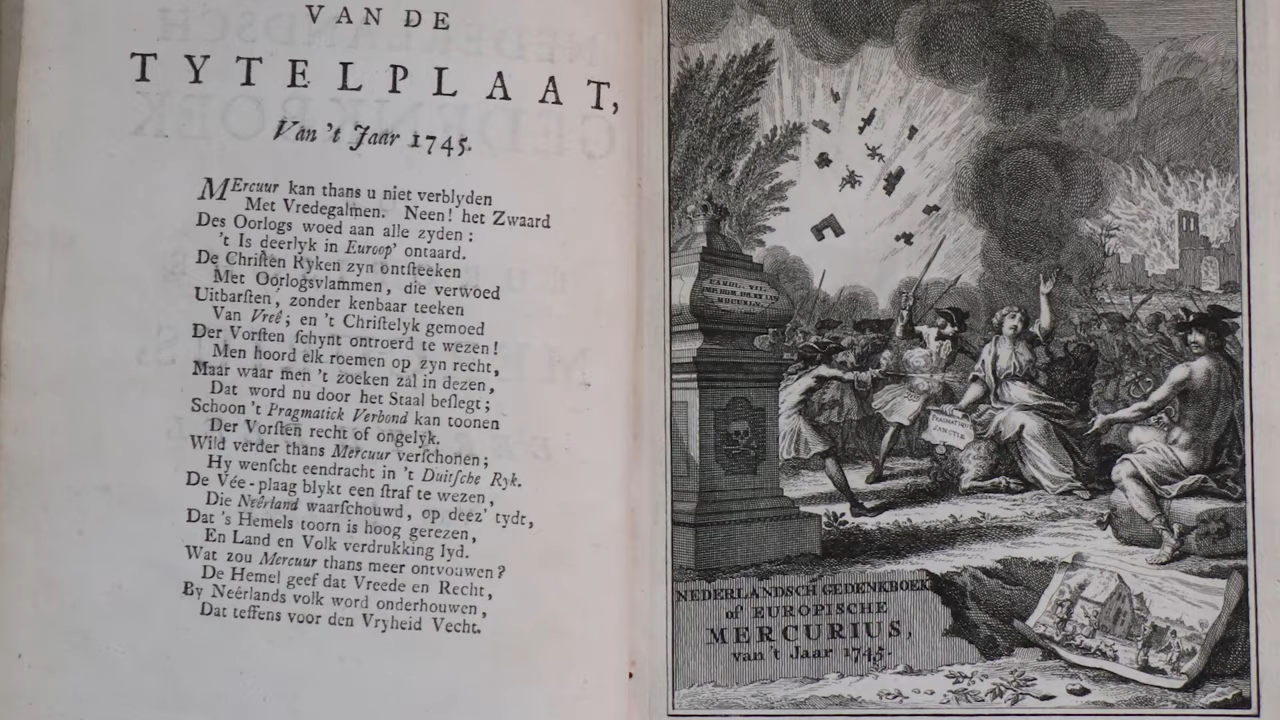 VAN DE
TYTELPLAAT,
Van 't Jaar 1745.
MErcuur kan thans u niet verblyden
Met Vredegalmen. Neen! het Zwaard
Des Oorlogs woed aan alle zyden:
't Is deerlyk in Euroop' ontaard.
De Chriſten Ryken zyn ontſteeken
Met Oorlogsvlammen, die verwoed
Uitbarſten, zonder kenbaar teeken
Van Vreê; en 't Chriſtelyk gemoed
Der Vorſten ſchynt ontroerd te wezen!
Men hoord elk roemen op zyn recht,
Maar waar men 't zoeken zal in dezen,
Dat word nu door het Staal beſlegt;
Schoon 't Pragmatick Verbond kan toonen
Der Vorſten recht of ongelyk.
Wild verder thans Mercuur verſchonen;
Hy wenſcht eendracht in 't Duitſche Ryk.
De Vée-plaag blykt een ſtraf te wezen,
Die Neêrland waarſchouwd, op deez' tydt,
Dat 's Hemels toorn is hoog gerezen,
En Land en Volk verdrukking lyd.
Wat zou Mercuur thans meer ontvouwen?
De Hemel geef dat Vreede en Recht,
By Neêrlands volk word onderhouwen,
Dat teffens voor den Vryheid Vecht.
KAROL. VII.
PRAGMATIQUE
SANCTIE
NEDERLANDSCH GEDENKBOEK
of EUROPISCHE
MERCURIUS,
van 't Jaar 1745.